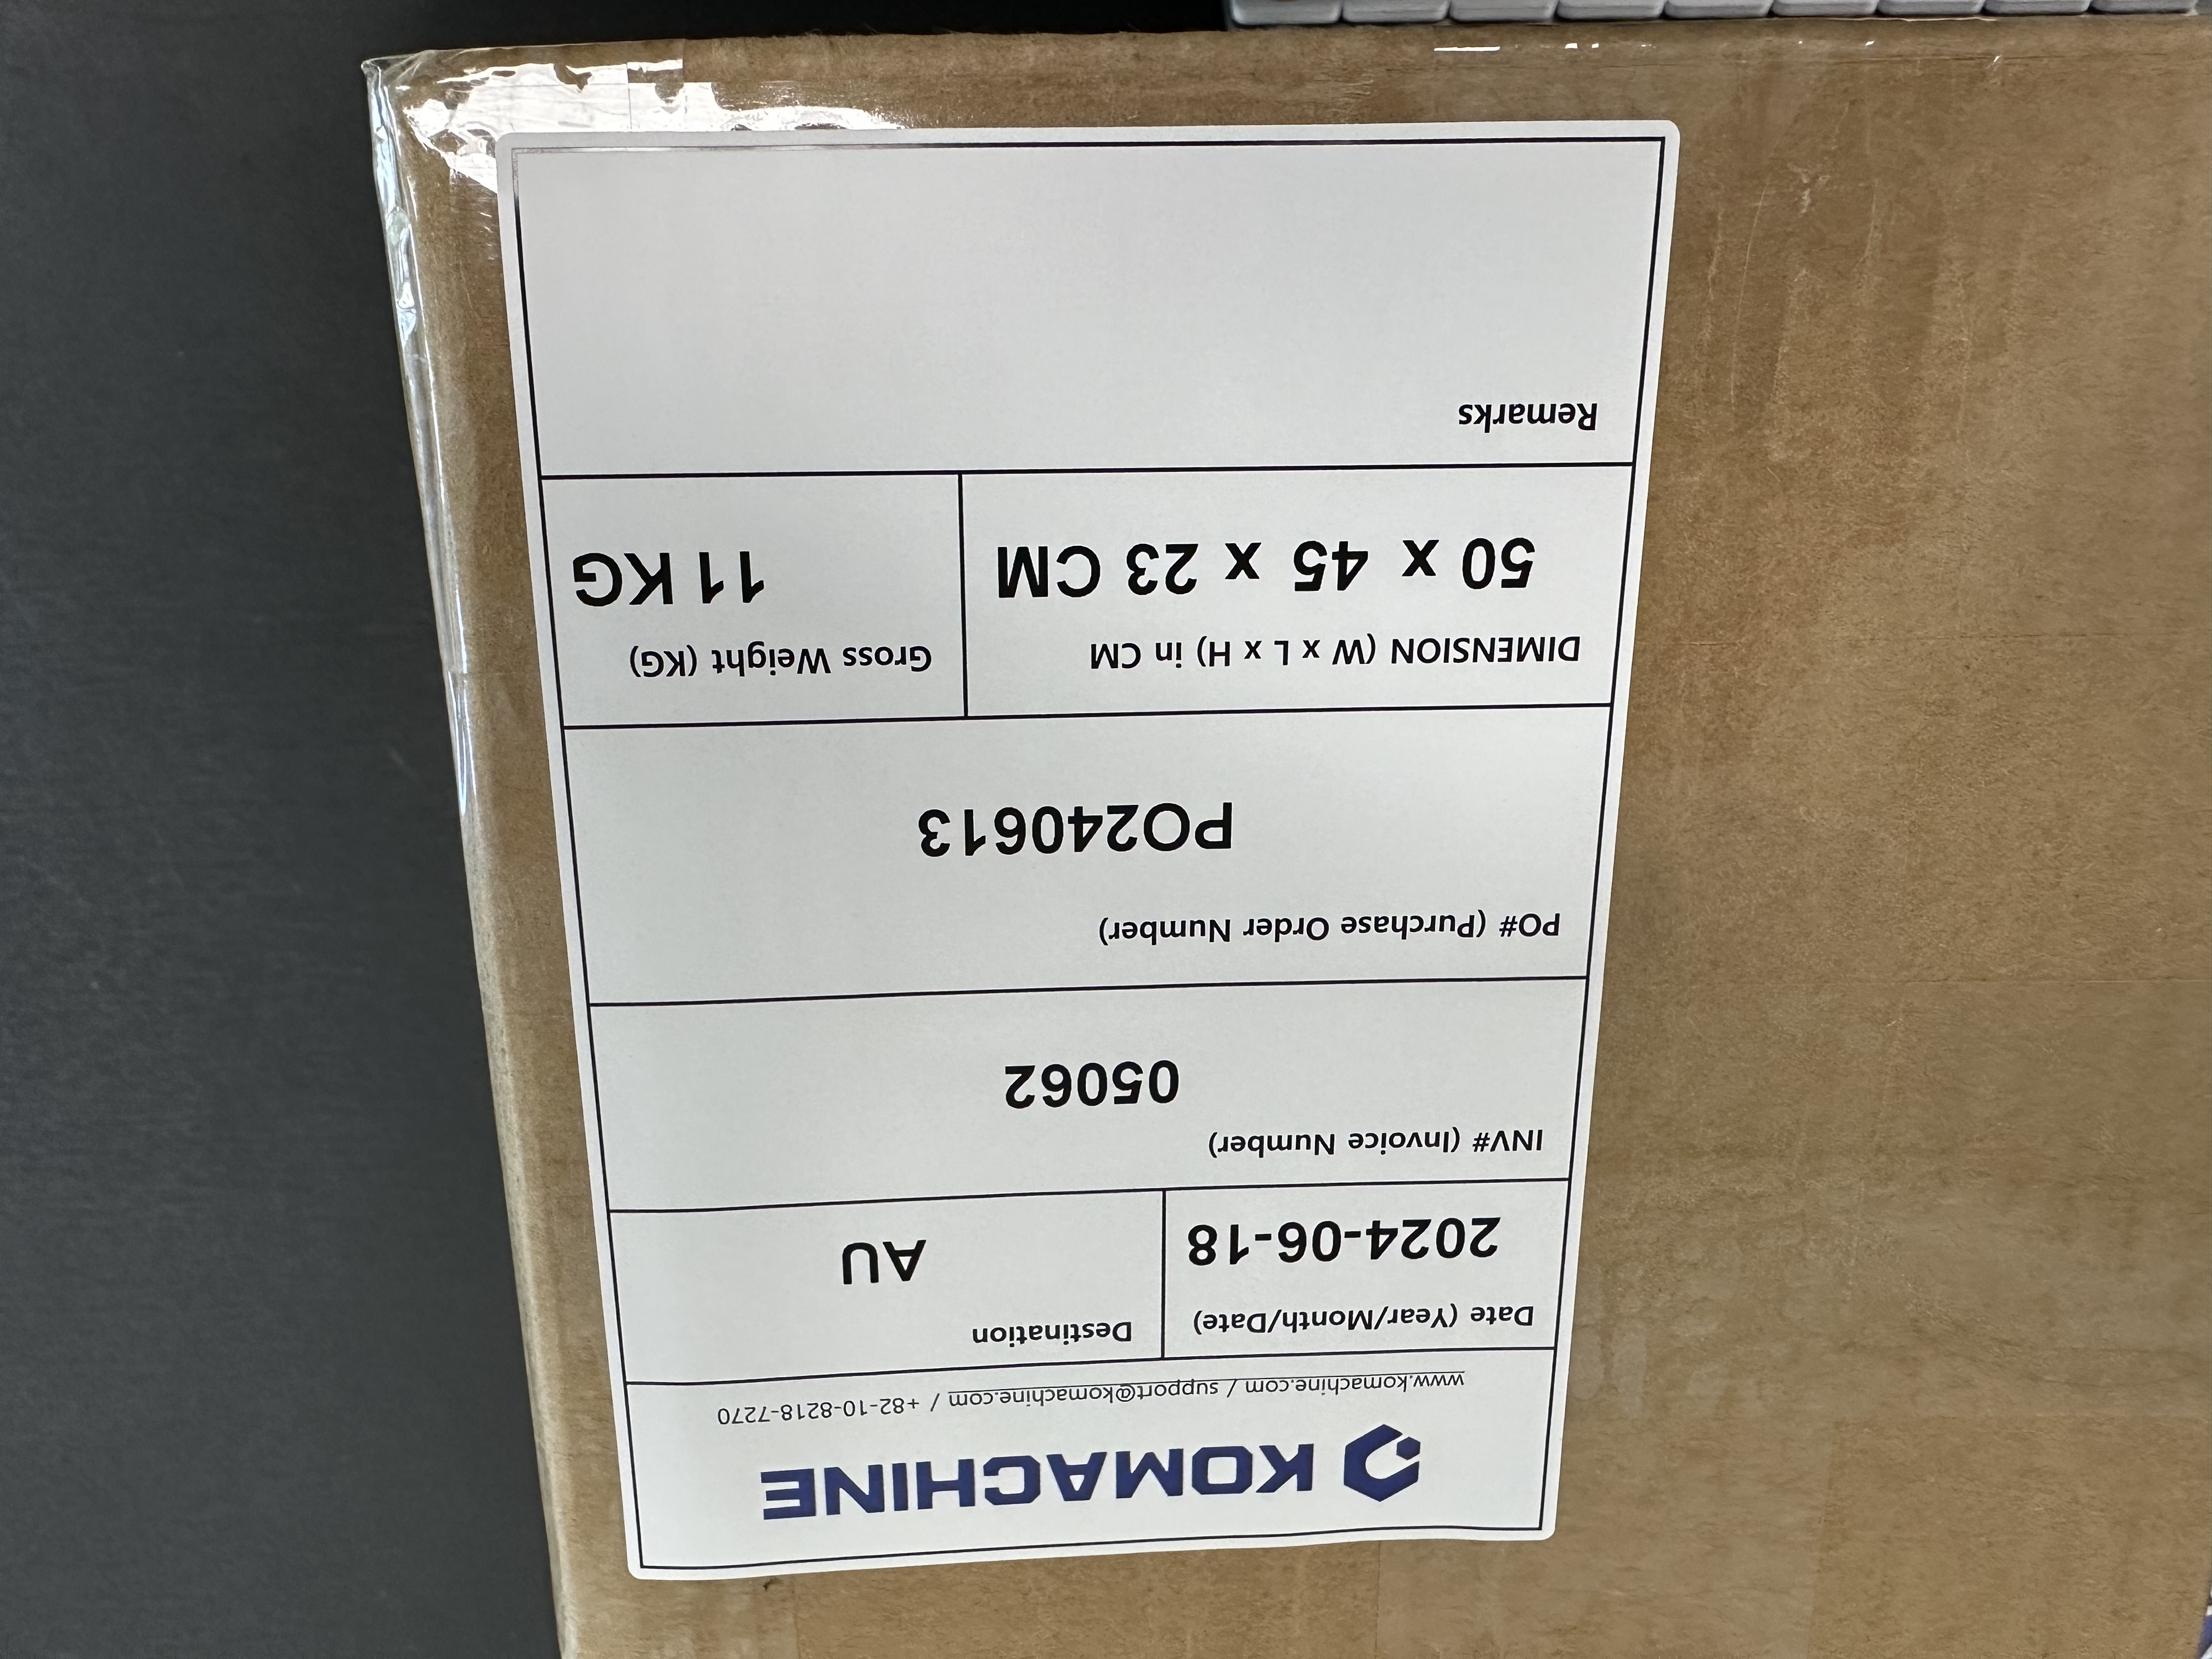 KOMACHINE
www.komachine.com / support@komachine.com / +82-10-8218-7270
Date (Year/Month/Date)
2024-06-18
Destination
AU
INV# (Invoice Number)
05062
PO# (Purchase Order Number)
PO240613
DIMENSION (W x L x H) in CM
50 x 45 x 23 CM
Gross Weight (KG)
11 KG
Remarks